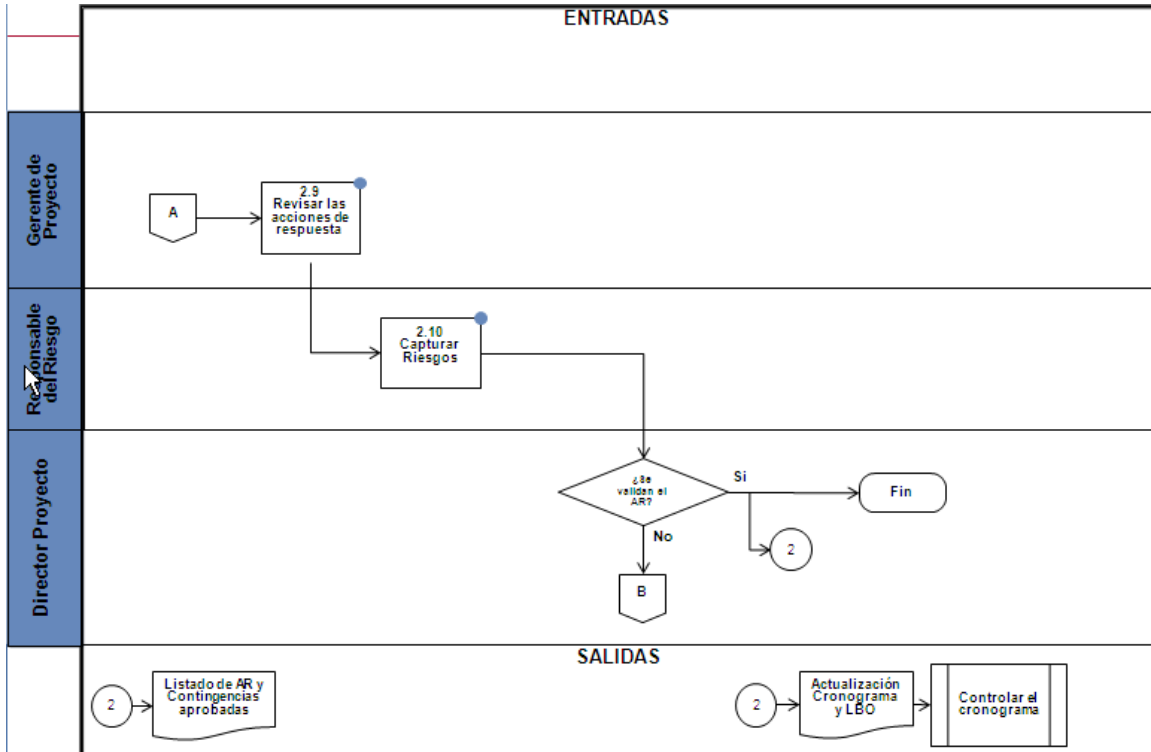 ENTRADAS
Gerente de
Proyecto
A
2.9
Revisar las
acciones de
respuesta
Responsable
del Riesgo
2.10
Capturar
Riesgos
Director Proyecto
¿Se
validan el
AR?
Si
Fin
2
No
B
SALIDAS
2
Listado de AR y
Contingencias
aprobadas
2
Actualización
Cronograma
y LBO
Controlar el
cronograma